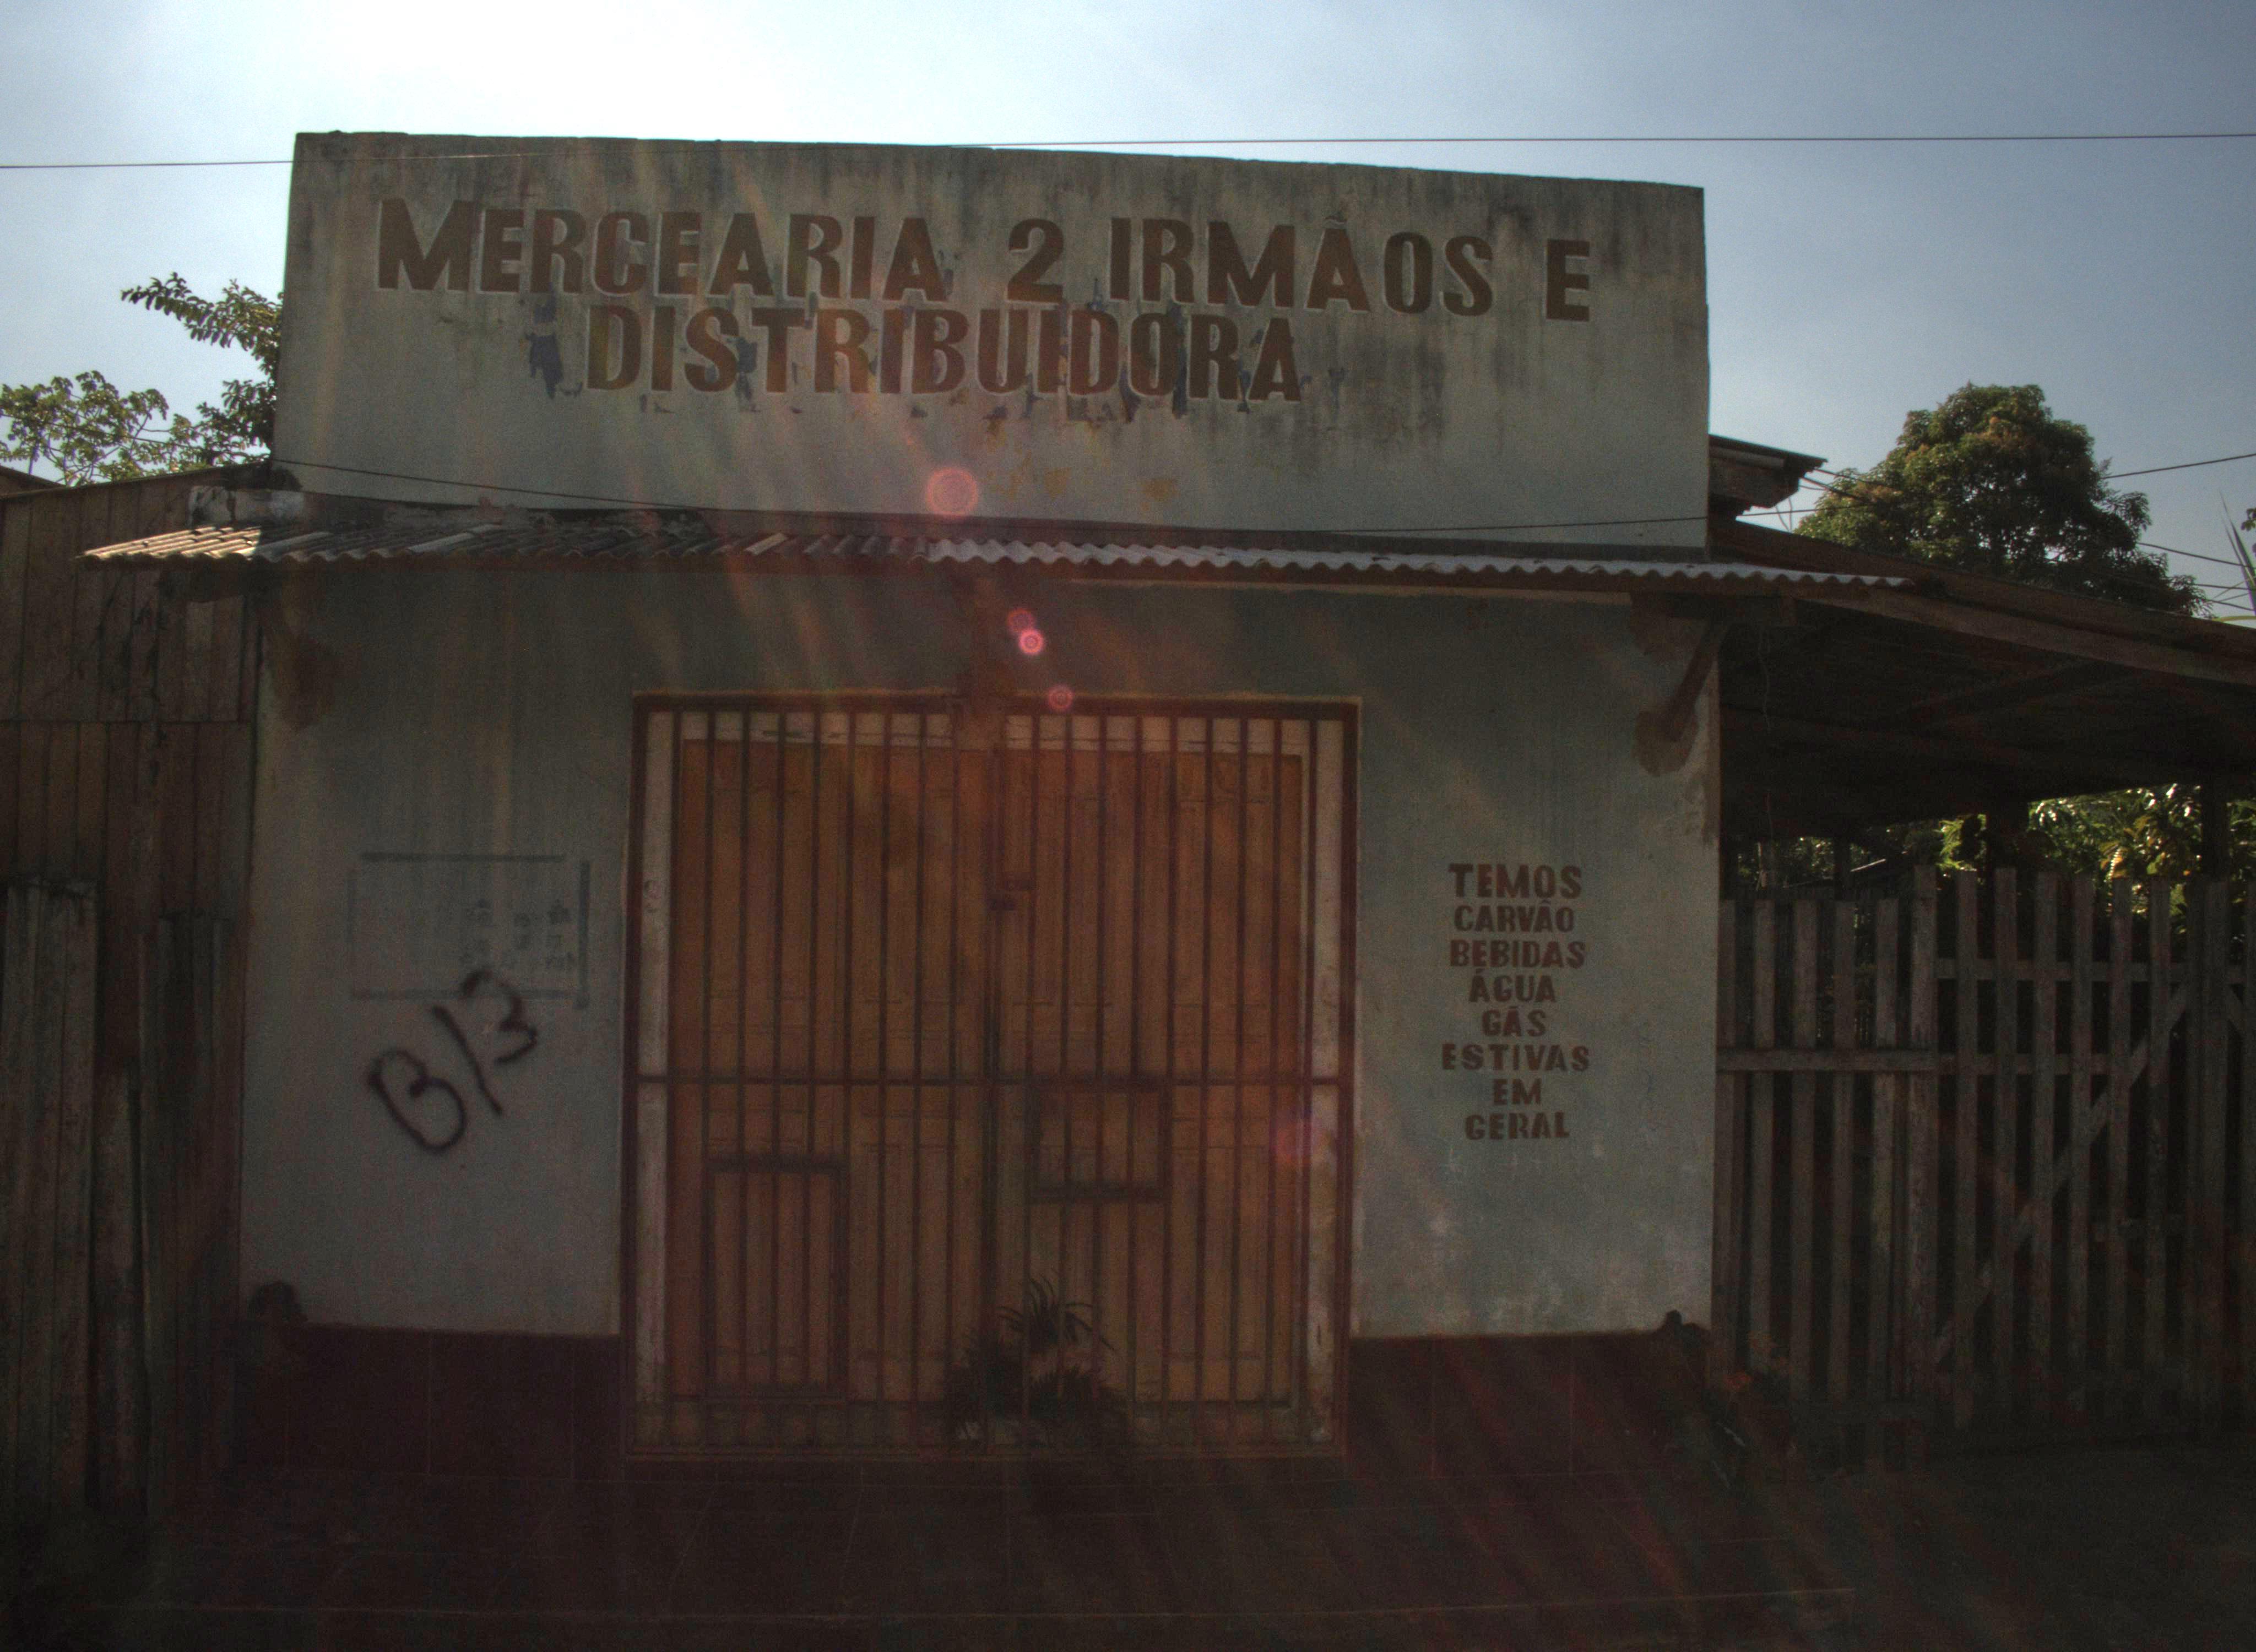 MERCEARIA 2 IRMÃOS E
DISTRIBUIDORA
TEMOS
CARVÃO
BEBIDAS
ÁGUA
GÁS
ESTIVAS
EM
GERAL
B13